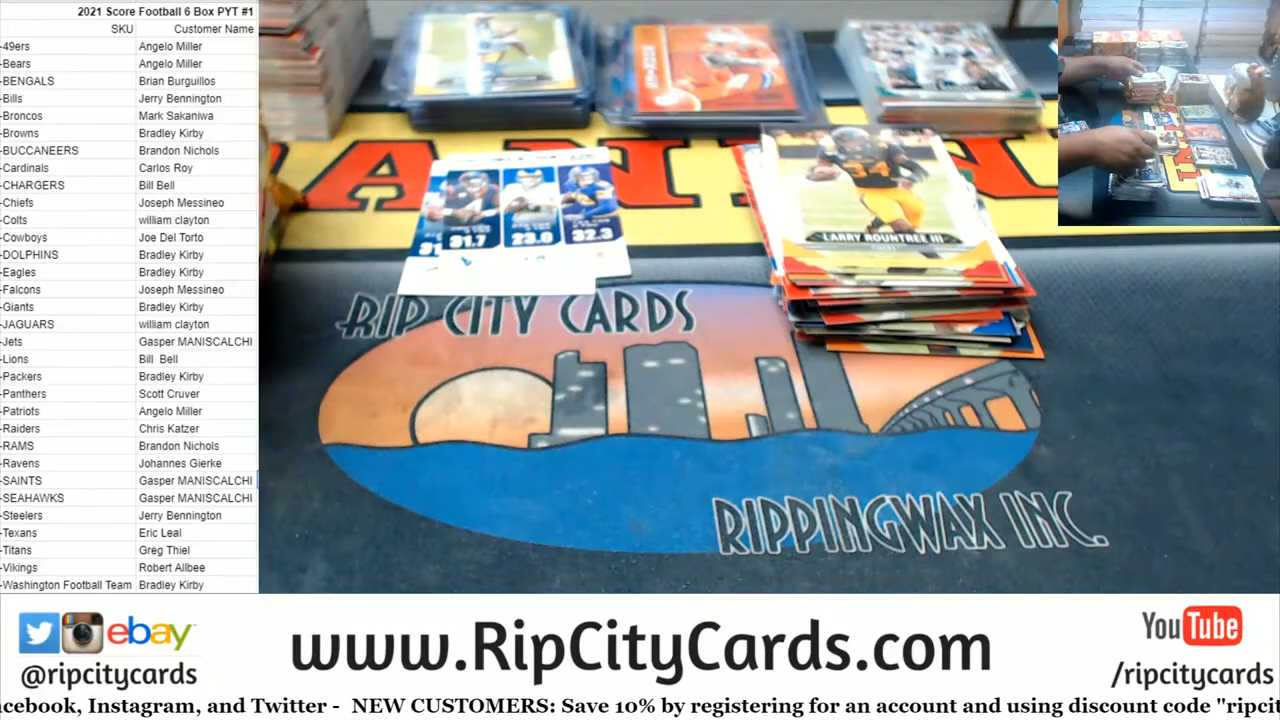 2021 Score Football 6 Box PYT #1
SKU Customer Name
-49ers Angelo Miller
-Bears Angelo Miller
-BENGALS Brian Burguillos
-Bills Jerry Bennington
-Broncos Mark Sakaniwa
-Browns Bradley Kirby
-BUCCANEERS Brandon Nichols
-Cardinals Carlos Roy
-CHARGERS Bill Bell
-Chiefs Joseph Messineo
-Colts william clayton
-Cowboys Joe Del Torto
-DOLPHINS Bradley Kirby
-Eagles Bradley Kirby
-Falcons Joseph Messineo
-Giants Bradley Kirby
-JAGUARS william clayton
-Jets Gasper MANISCALCHI
-Lions Bill Bell
-Packers Bradley Kirby
-Panthers Scott Cruver
-Patriots Angelo Miller
-Raiders Chris Katzer
-RAMS Brandon Nichols
-Ravens Johannes Gierke
-SAINTS Gasper MANISCALCHI
-SEAHAWKS Gasper MANISCALCHI
-Steelers Jerry Bennington
-Texans Eric Leal
-Titans Greg Thiel
-Vikings Robert Allbee
-Washington Football Team Bradley Kirby
31.7 23.0 32.3
34
LARRY ROUNTREE III
RIP CITY CARDS
RIPPINGWAX INC.
ebay
@ripcitycards
www.RipCityCards.com
YouTube
/ripcitycards
acebook, Instagram, and Twitter - NEW CUSTOMERS: Save 10% by registering for an account and using discount code "ripci